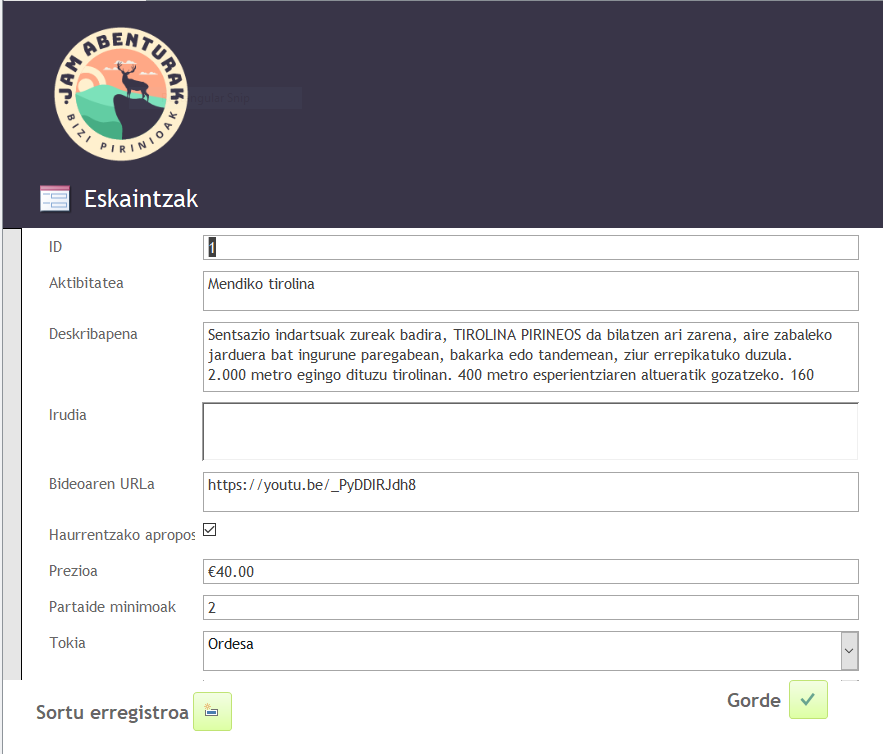 JAM ABENTURAK
BIZI PIRINIOAK
Eskaintzak
ID
1
Aktibitatea
Mendiko tirolina
Deskribapena
Sentsazio indartsuak zureak badira, TIROLINA PIRINEOS da bilatzen ari zarena, aire zabaleko
jarduera bat ingurune paregabean, bakarka edo tandemean, ziur errepikatuko duzula.
2.000 metro egingo dituzu tirolinan. 400 metro esperientziaren altueratik gozatzeko. 160
Irudia
Bideoaren URLa
https://youtu.be/_PyDDIRJdh8
Haurrentzako apropos
Prezioa
€40.00
Partaide minimoak
2
Tokia
Ordesa
Sortu erregistroa
Gorde